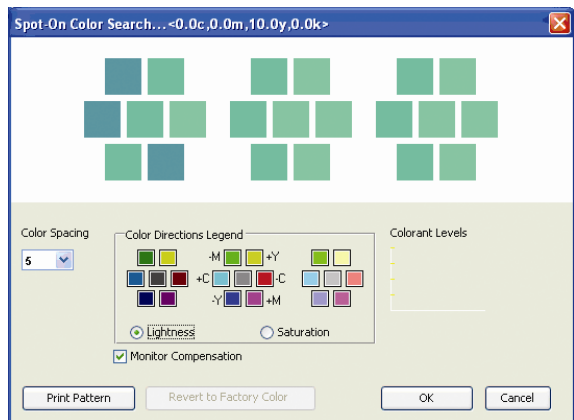 Spot-On Color Search...<0.0c,0.0m,10.0y,0.0k>
Color Spacing
5
Color Directions Legend
-M +Y
+C -C
-Y +M
Lightness
Saturation
Colorant Levels
Monitor Compensation
Print Pattern
Revert to Factory Color
OK
Cancel